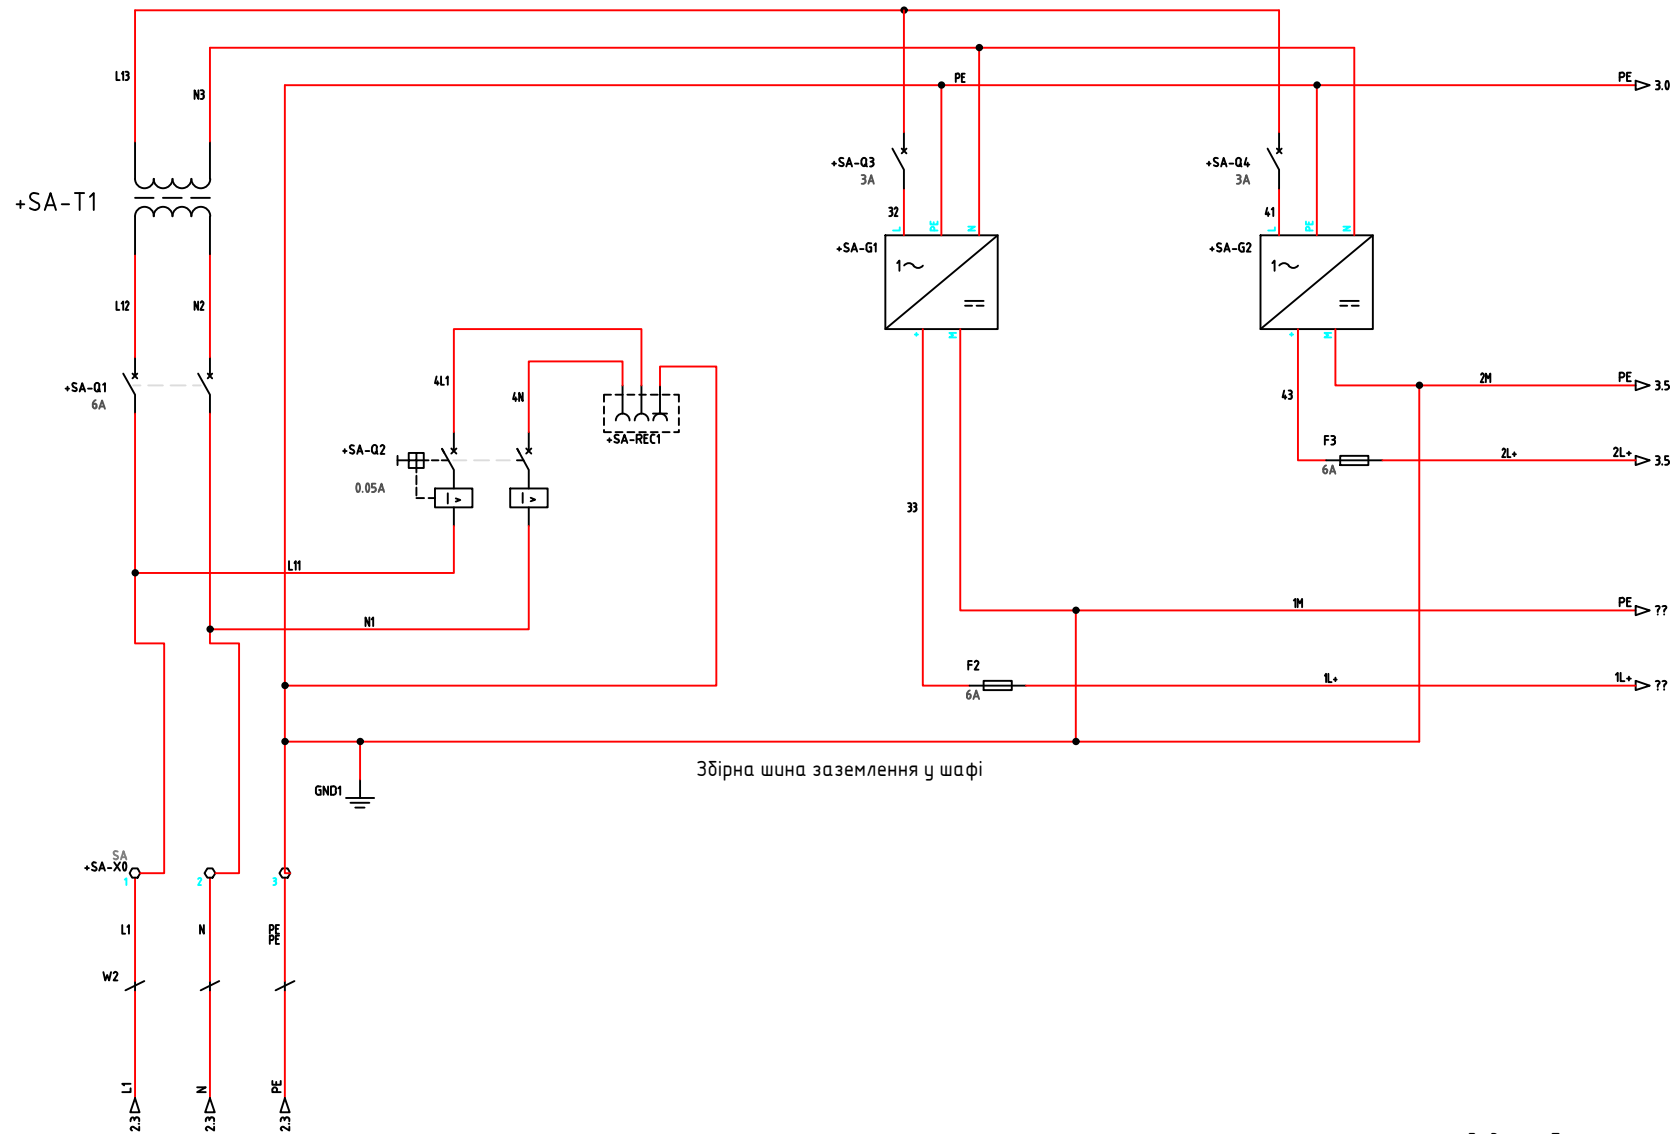 L13
N3
PE
PE
3.0
+SA-Q3
3A
+SA-Q4
3A
+SA-T1
32
41
L
PE
N
L
PE
N
+SA-G1
+SA-G2
1
1
L12
N2
+
M
+
M
+SA-Q1
6A
4L1
4N
2M
PE
3.5
43
+SA-REC1
F3
+SA-Q2
6A
2L+
2L+
3.5
0.05A
I >
I >
33
L11
1M
PE
??
N1
F2
6A
1L+
1L+
??
Збірна шина заземлення у шафі
GND1
SA
+SA-X0
1
2
3
L1
N
PE
PE
W2
L1
N
PE
2.3
2.3
2.3